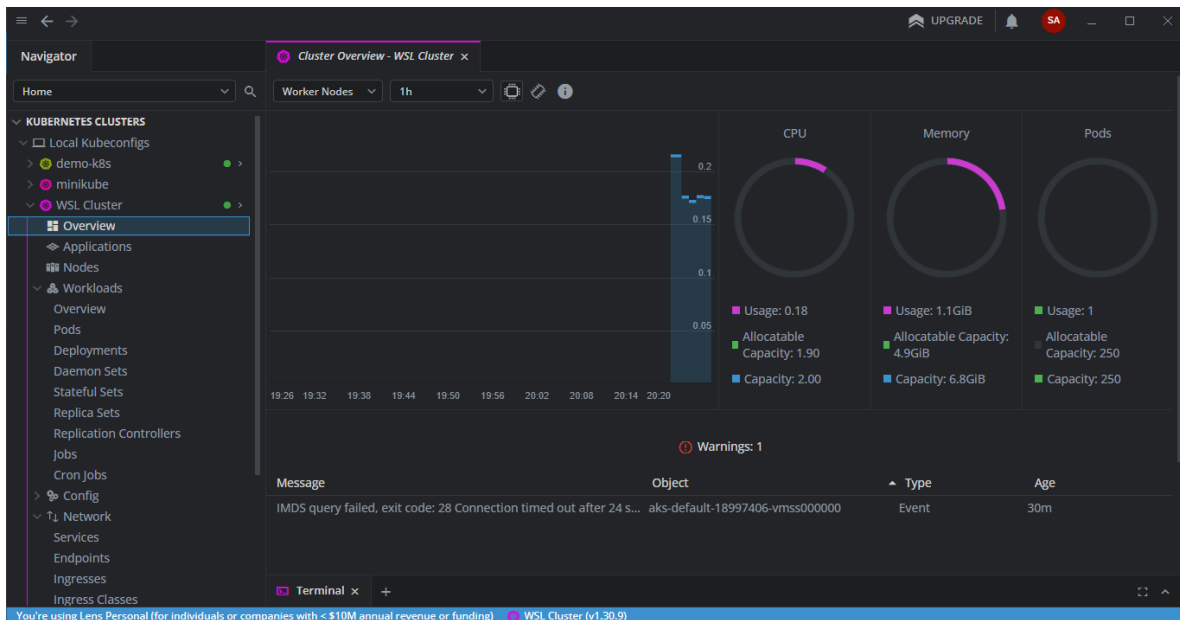 UPGRADE
SA
Navigator
Cluster Overview - WSL Cluster
Home
Worker Nodes
1h
KUBERNETES CLUSTERS
Local Kubeconfigs
demo-k8s
minikube
WSL Cluster
Overview
Applications
Nodes
Workloads
Overview
Pods
Deployments
Daemon Sets
Stateful Sets
Replica Sets
Replication Controllers
Jobs
Cron Jobs
Config
Network
Services
Endpoints
Ingresses
Ingress Classes
0.2
0.15
0.1
0.05
19:26 19:32 19:38 19:44 19:50 19:56 20:02 20:08 20:14 20:20
CPU
Usage: 0.18
Allocatable
Capacity: 1.90
Capacity: 2.00
Memory
Usage: 1.1GiB
Allocatable Capacity:
4.9GiB
Capacity: 6.8GiB
Pods
Usage: 1
Allocatable
Capacity: 250
Capacity: 250
Warnings: 1
Message Object Type Age
IMDS query failed, exit code: 28 Connection timed out after 24 s... aks-default-18997406-vmss000000 Event 30m
Terminal
You're using Lens Personal (for individuals or companies with < $10M annual revenue or funding) WSL Cluster (v1.30.9)